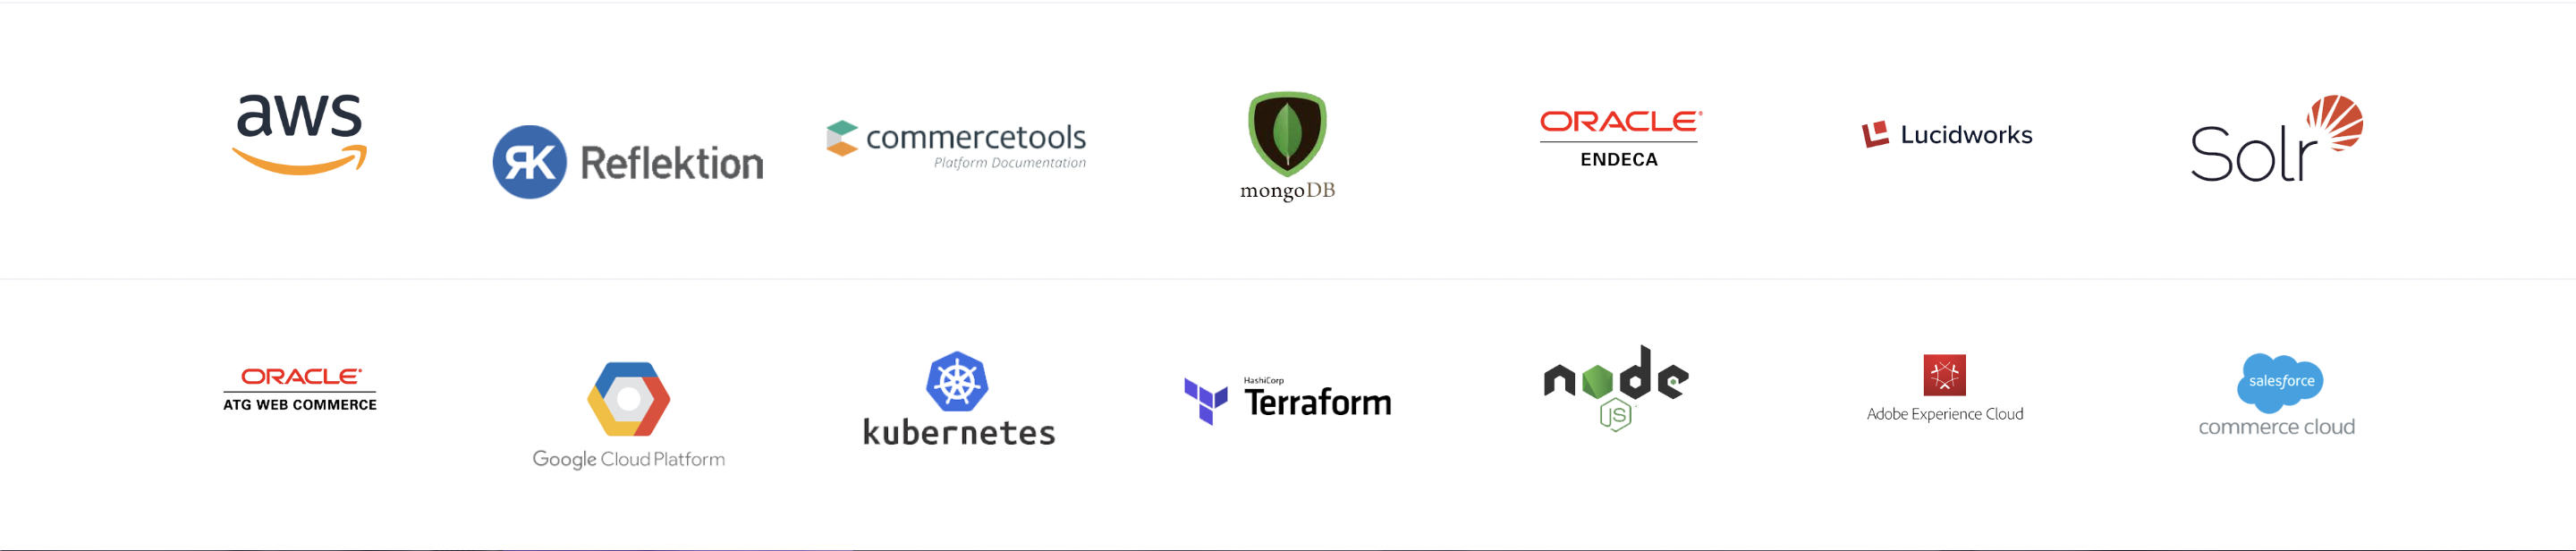 aws
RK Reflektion
commercetools
Platform Documentation
mongoDB
ORACLE®
ENDECA
Lucidworks
Solr
ORACLE®
ATG WEB COMMERCE
Google Cloud Platform
kubernetes
HashiCorp
Terraform
node
JS
Adobe Experience Cloud
salesforce
commerce cloud